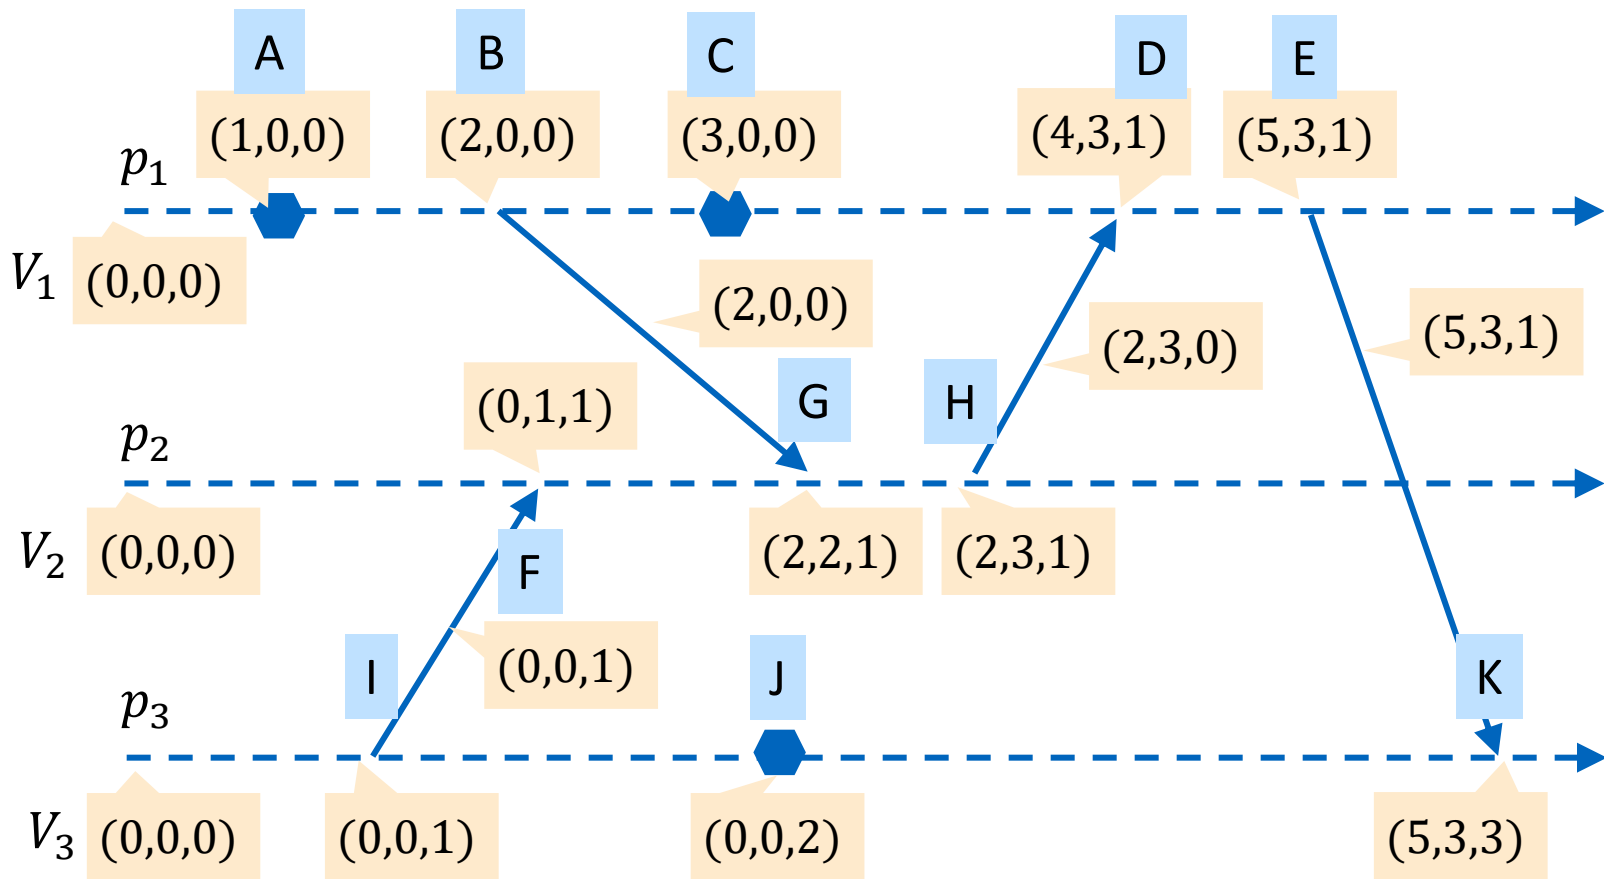 A B C D E
(1,0,0) (2,0,0) (3,0,0) (4,3,1) (5,3,1)
p₁
V₁ (0,0,0)
(2,0,0) (2,3,0) (5,3,1)
(0,1,1) G H
p₂
V₂ (0,0,0) (2,2,1) (2,3,1)
F
I (0,0,1) J K
p₃
V₃ (0,0,0) (0,0,1) (0,0,2) (5,3,3)